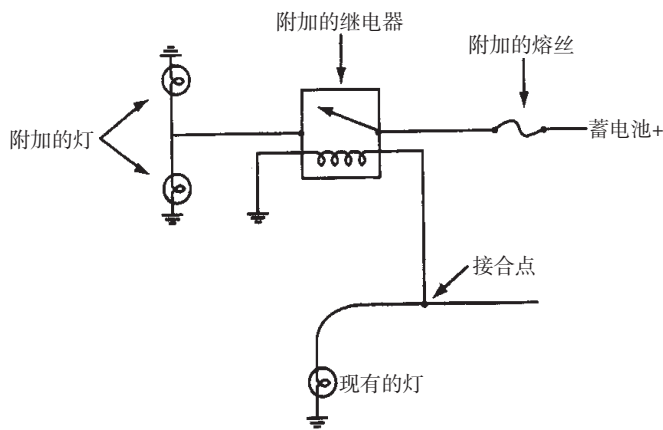 附加的继电器
附加的熔丝
附加的灯
蓄电池+
接合点
现有的灯